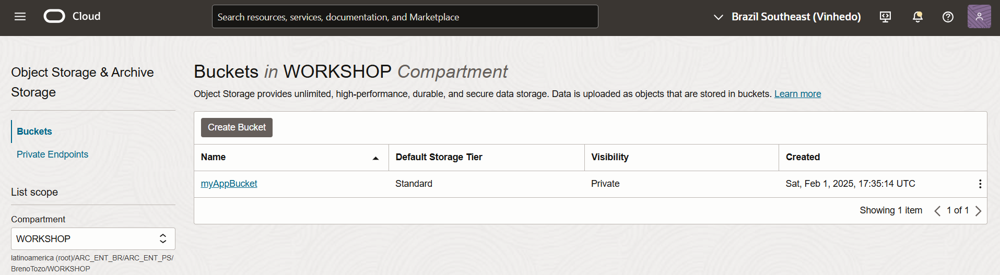 Cloud
Search resources, services, documentation, and Marketplace
Brazil Southeast (Vinhedo)
Object Storage & Archive
Storage
Buckets
Private Endpoints
List scope
Compartment
WORKSHOP
latinoamerica (root)/ARC_ENT_BR/ARC_ENT_PS/
BrenoTozo/WORKSHOP
Buckets in WORKSHOP Compartment
Object Storage provides unlimited, high-performance, durable, and secure data storage. Data is uploaded as objects that are stored in buckets. Learn more
Create Bucket
Name Default Storage Tier Visibility Created
myAppBucket Standard Private Sat, Feb 1, 2025, 17:35:14 UTC
Showing 1 item 1 of 1